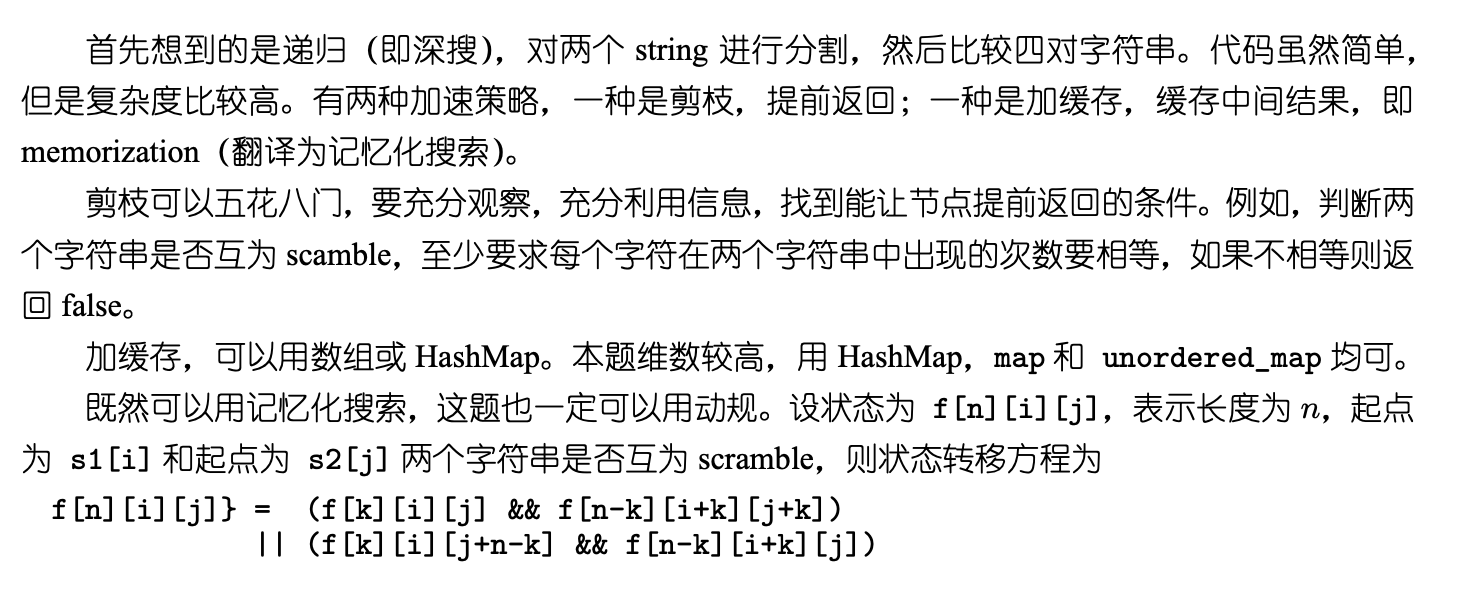 首先想到的是递归（即深搜），对两个 string 进行分割，然后比较四对字符串。代码虽然简单，
但是复杂度比较高。有两种加速策略，一种是剪枝，提前返回；一种是加缓存，缓存中间结果，即
memorization（翻译为记忆化搜索）。
剪枝可以五花八门，要充分观察，充分利用信息，找到能让节点提前返回的条件。例如，判断两
个字符串是否互为 scamble，至少要求每个字符在两个字符串中出现的次数要相等，如果不相等则返
回 false。
加缓存，可以用数组或 HashMap。本题维数较高，用 HashMap，map 和 unordered_map 均可。
既然可以用记忆化搜索，这题也一定可以用动规。设状态为 f[n][i][j]，表示长度为 n，起点
为 s1[i] 和起点为 s2[j] 两个字符串是否互为 scramble，则状态转移方程为
f[n][i][j]} = (f[k][i][j] && f[n-k][i+k][j+k])
|| (f[k][i][j+n-k] && f[n-k][i+k][j])